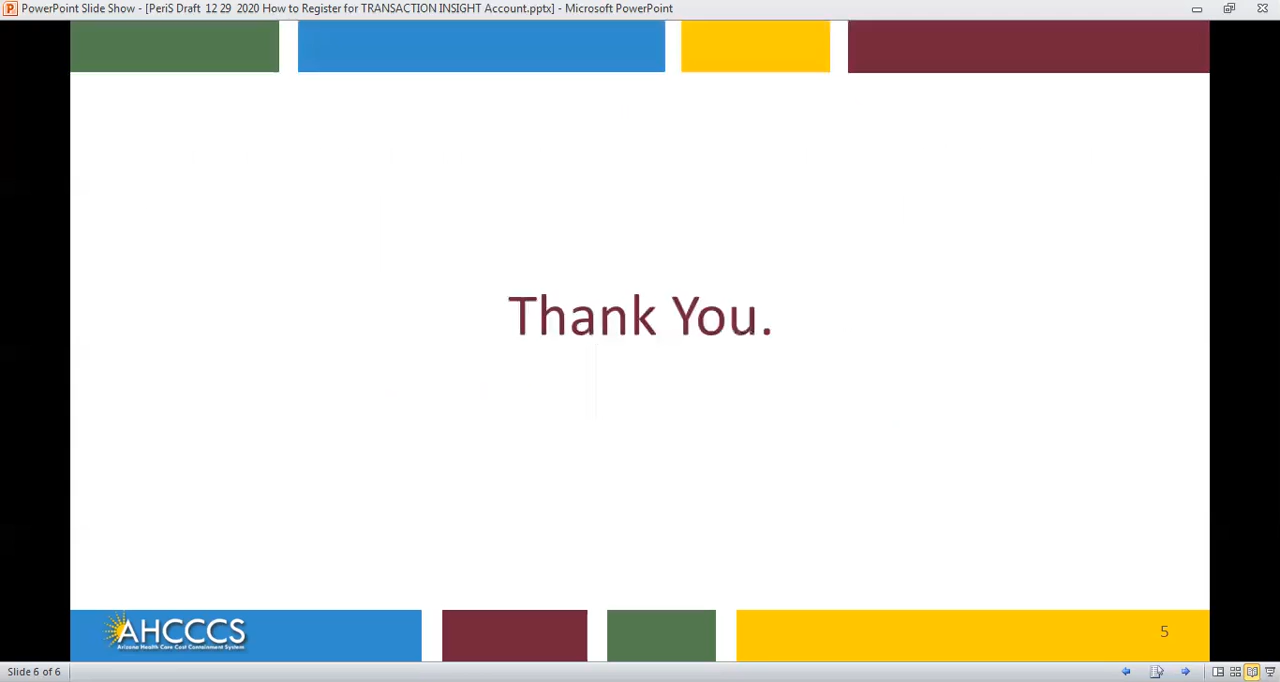 PowerPoint Slide Show - [PeriS Draft 12 29 2020 How to Register for TRANSACTION INSIGHT Account.pptx] - Microsoft PowerPoint
Thank You.
AHCCCS
Arizona Health Care Cost Containment System
5
Slide 6 of 6